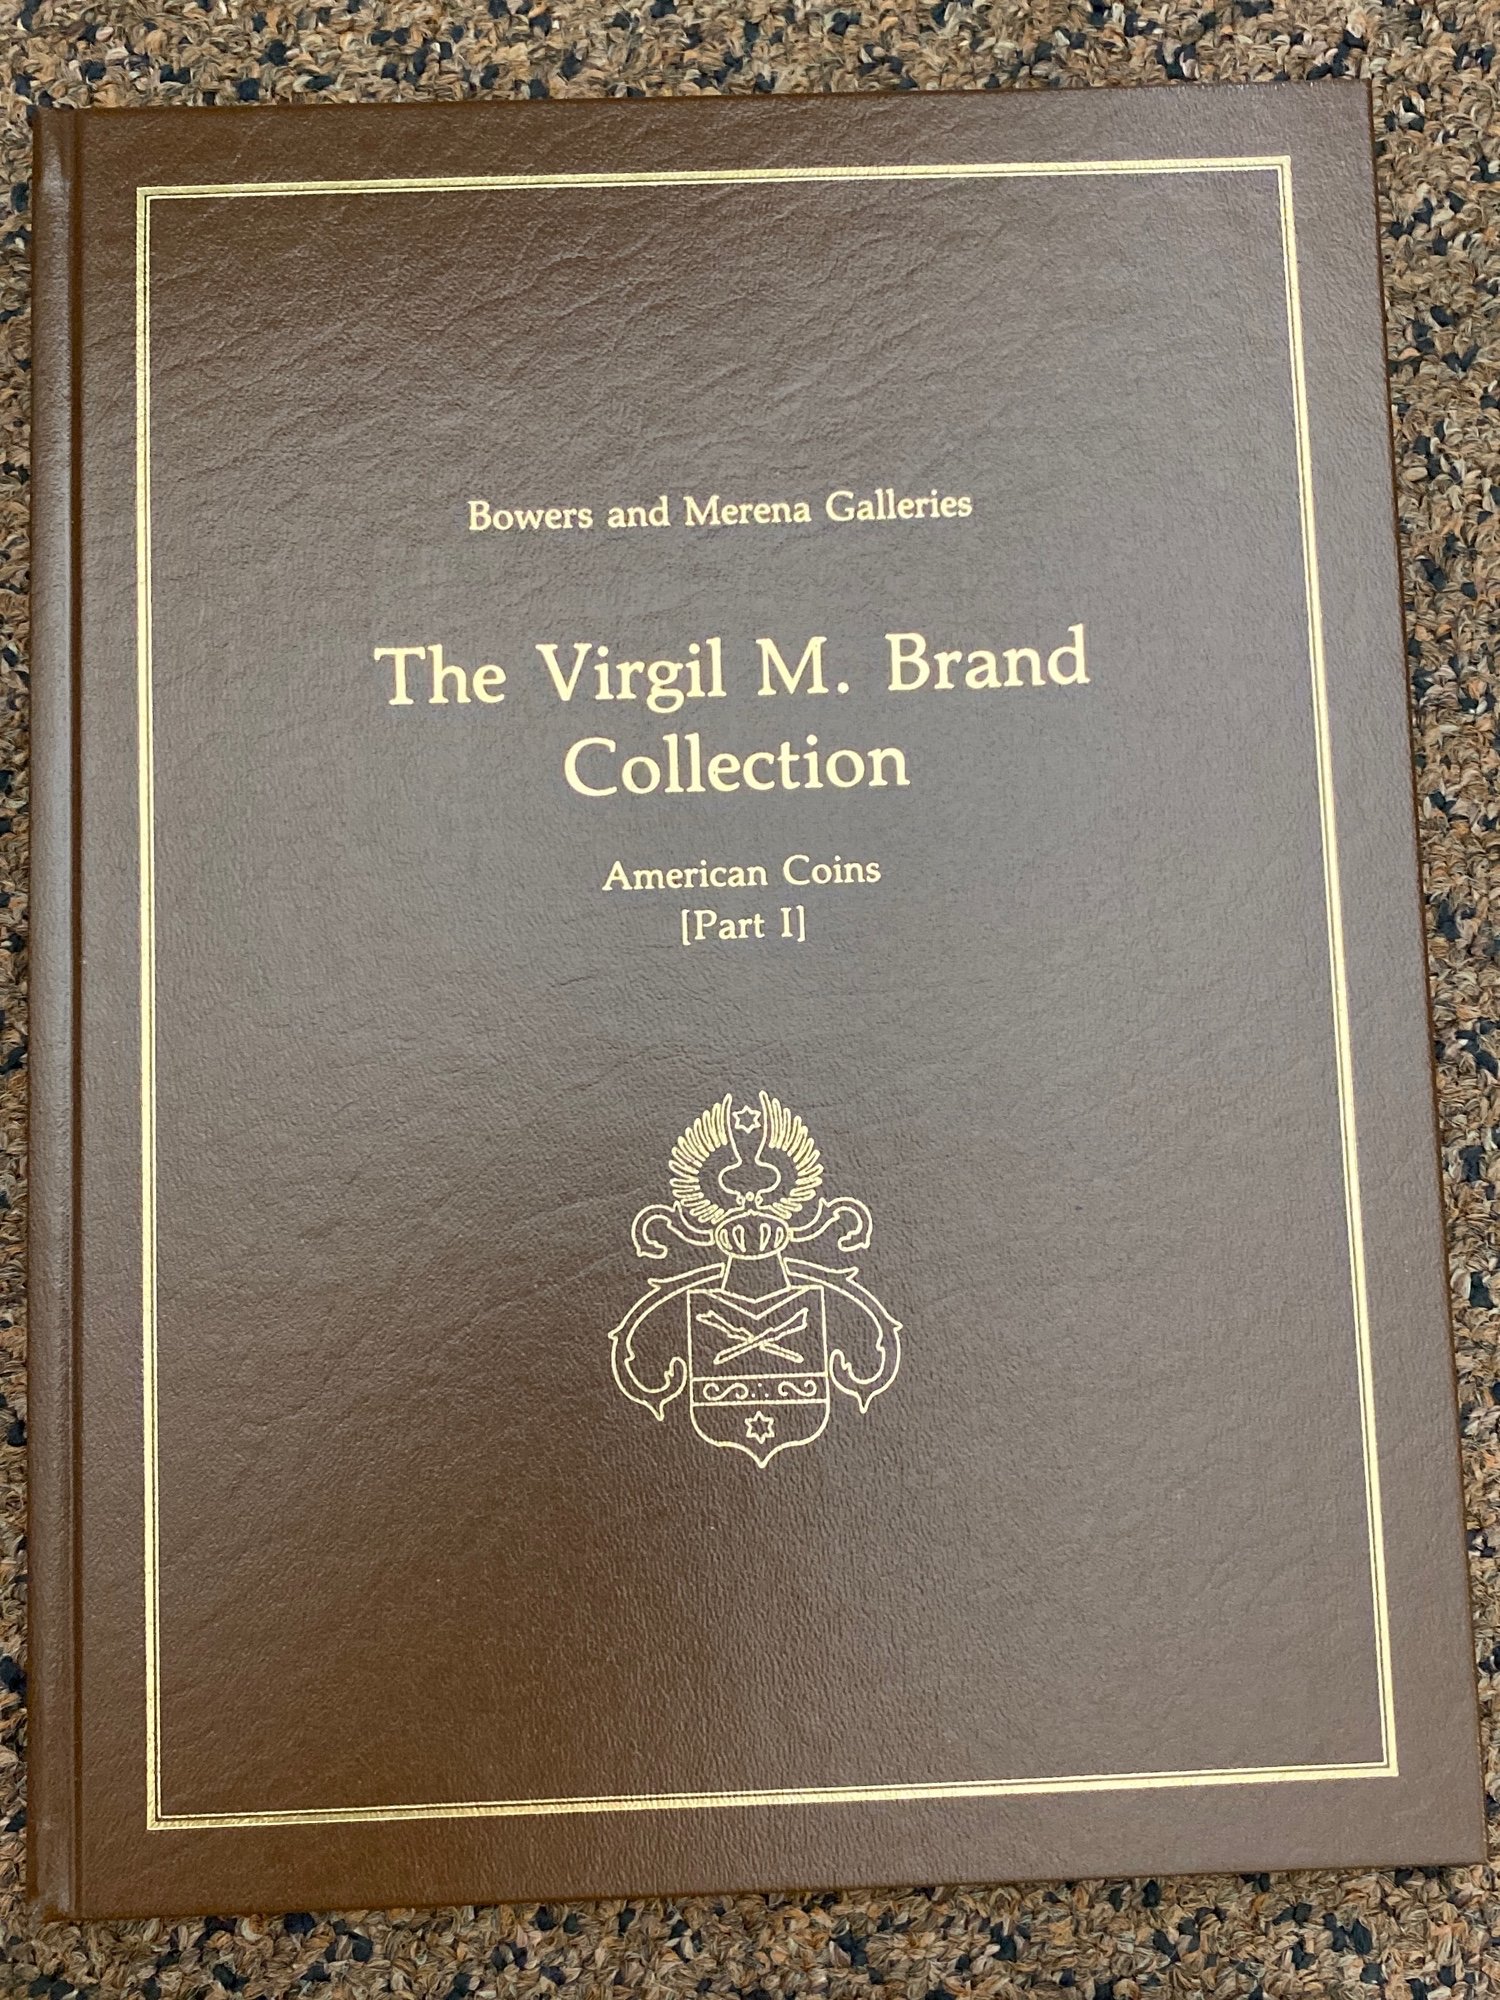 Bowers and Merena Galleries
The Virgil M. Brand
Collection
American Coins
[Part I]